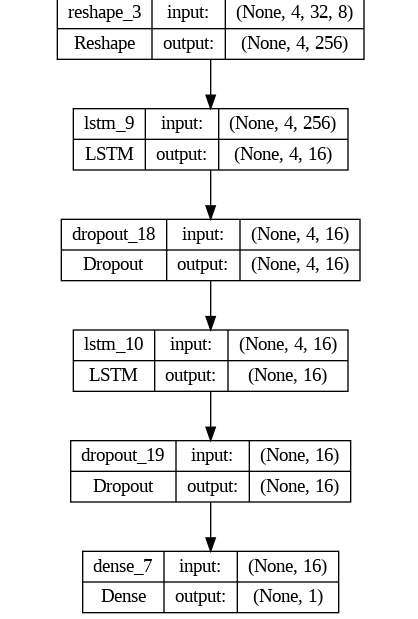 reshape_3 input: (None, 4, 32, 8)
Reshape output: (None, 4, 256)
lstm_9 input: (None, 4, 256)
LSTM output: (None, 4, 16)
dropout_18 input: (None, 4, 16)
Dropout output: (None, 4, 16)
lstm_10 input: (None, 4, 16)
LSTM output: (None, 16)
dropout_19 input: (None, 16)
Dropout output: (None, 16)
dense_7 input: (None, 16)
Dense output: (None, 1)